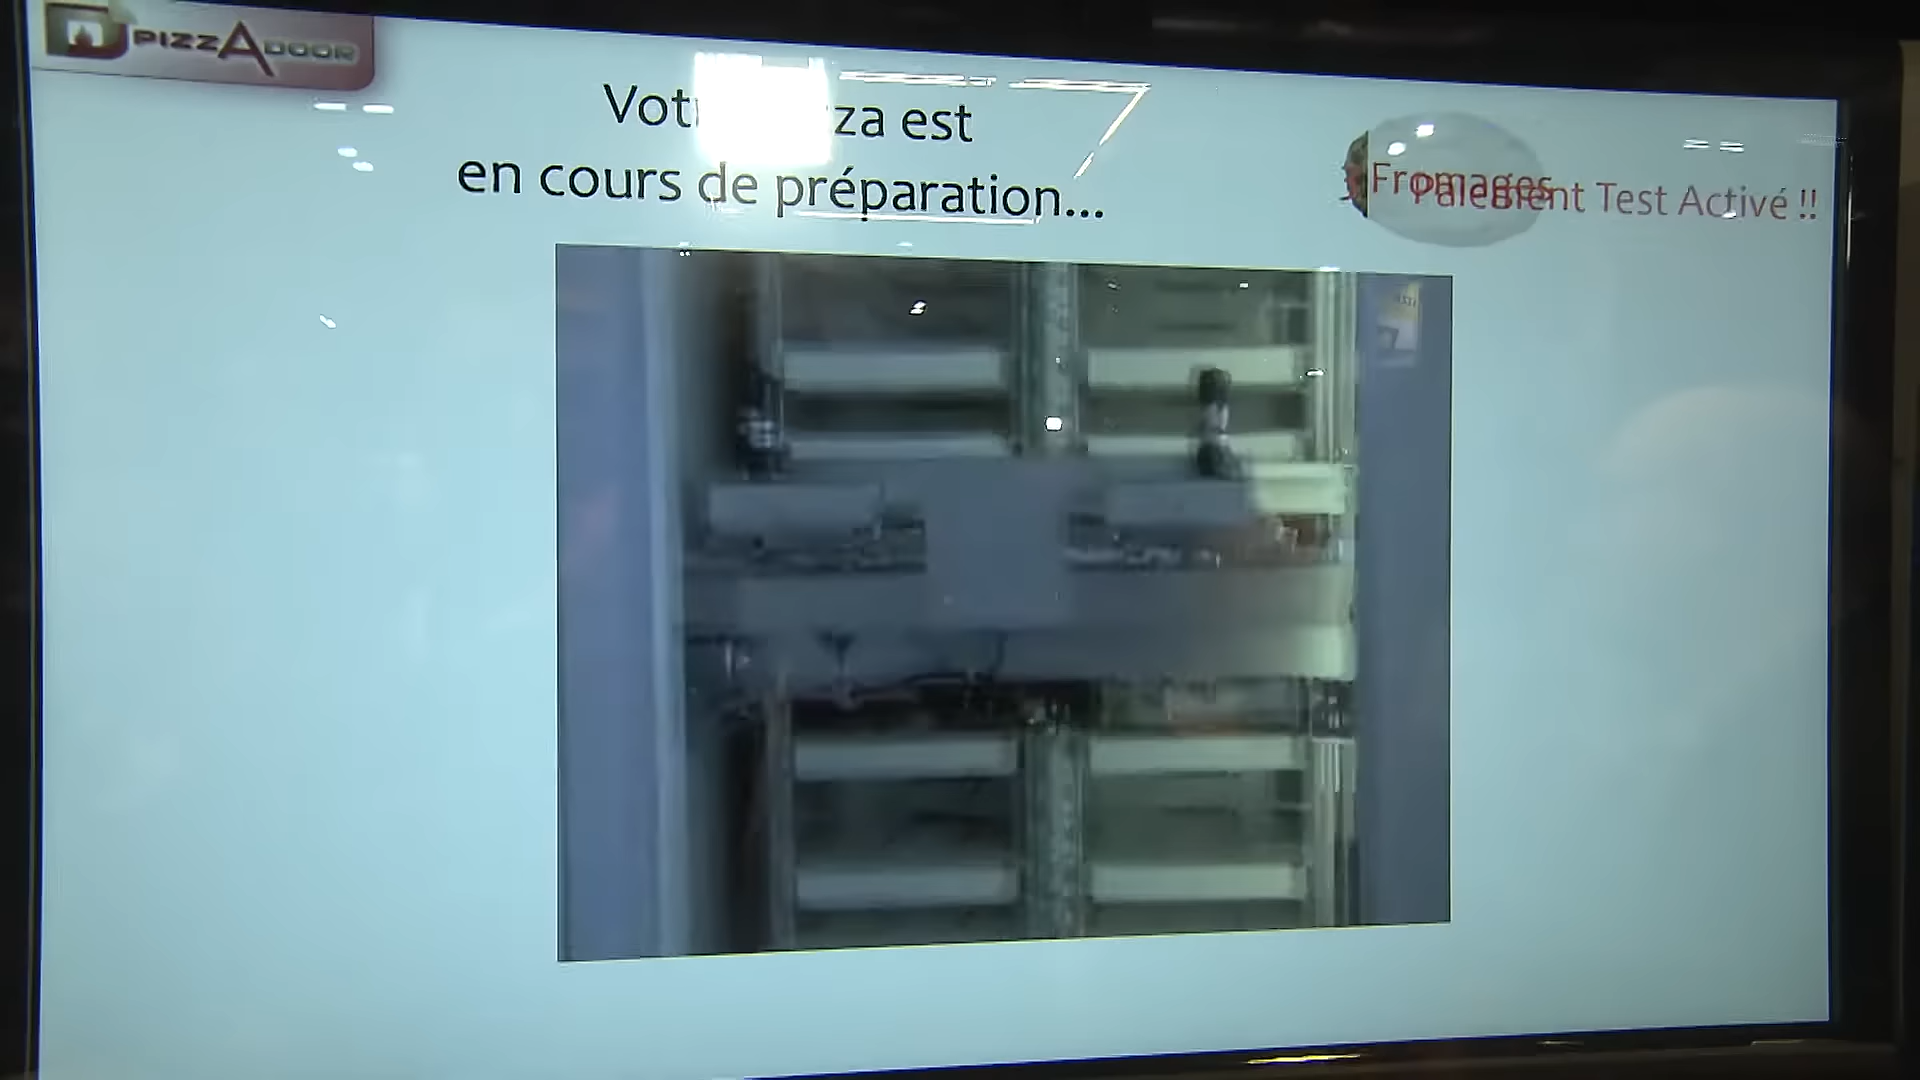 PIZZADOOR
Vot za est
en cours de préparation...
Fromages
Paiement Test Activé !!